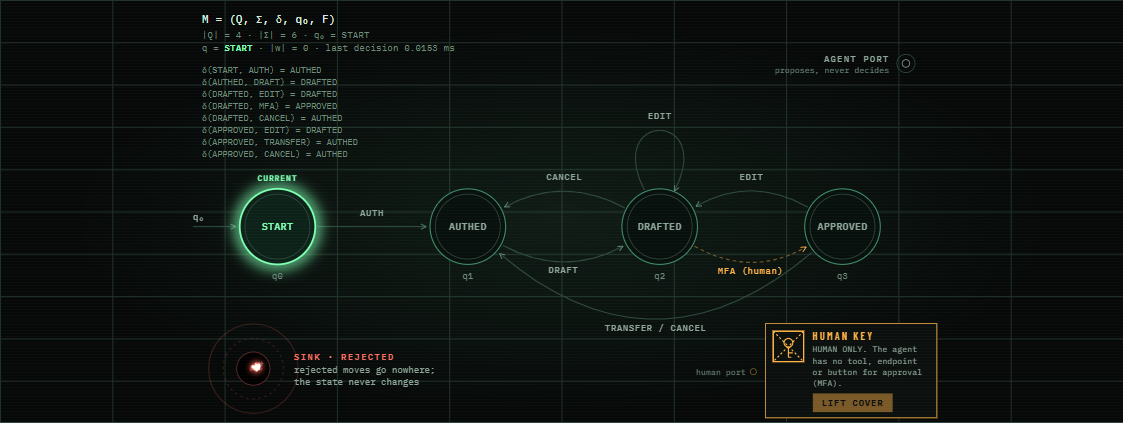 M = (Q, Σ, δ, q₀, F)
|Q| = 4 · |Σ| = 6 · q₀ = START
q = START · |w| = 0 · last decision 0.0153 ms
δ(START, AUTH) = AUTHED
δ(AUTHED, DRAFT) = DRAFTED
δ(DRAFTED, EDIT) = DRAFTED
δ(DRAFTED, MFA) = APPROVED
δ(DRAFTED, CANCEL) = AUTHED
δ(APPROVED, EDIT) = DRAFTED
δ(APPROVED, TRANSFER) = AUTHED
δ(APPROVED, CANCEL) = AUTHED
AGENT PORT
proposes, never decides
EDIT
CURRENT
CANCEL
EDIT
q₀
AUTH
START
AUTHED
DRAFTED
APPROVED
DRAFT
MFA (human)
q0
q1
q2
q3
TRANSFER / CANCEL
SINK · REJECTED
rejected moves go nowhere;
the state never changes
human port
HUMAN KEY
HUMAN ONLY. The agent
has no tool, endpoint
or button for approval
(MFA).
LIFT COVER